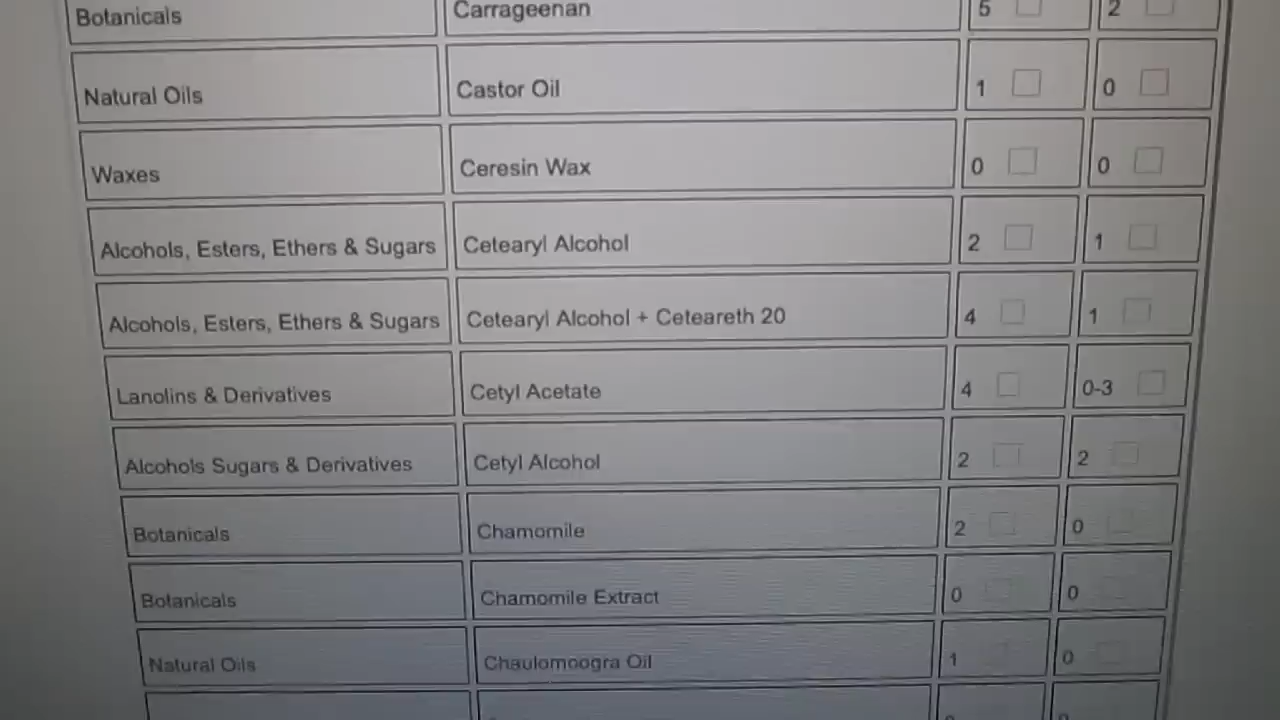 Botanicals Carrageenan 5 2
Natural Oils Castor Oil 1 0
Waxes Ceresin Wax 0 0
Alcohols, Esters, Ethers & Sugars Cetearyl Alcohol 2 1
Alcohols, Esters, Ethers & Sugars Cetearyl Alcohol + Ceteareth 20 4 1
Lanolins & Derivatives Cetyl Acetate 4 0-3
Alcohols Sugars & Derivatives Cetyl Alcohol 2 2
Botanicals Chamomile 2 0
Botanicals Chamomile Extract 0 0
Natural Oils Chaulomoogra Oil 1 0